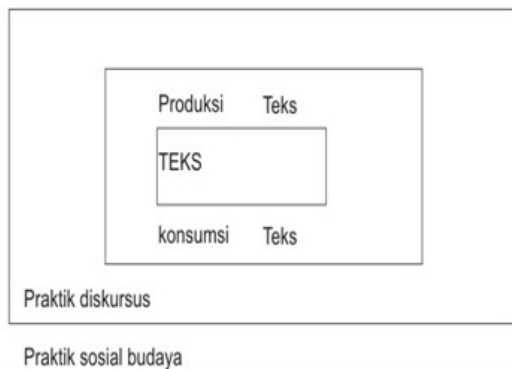 Produksi Teks
TEKS
konsumsi Teks
Praktik diskursus
Praktik sosial budaya